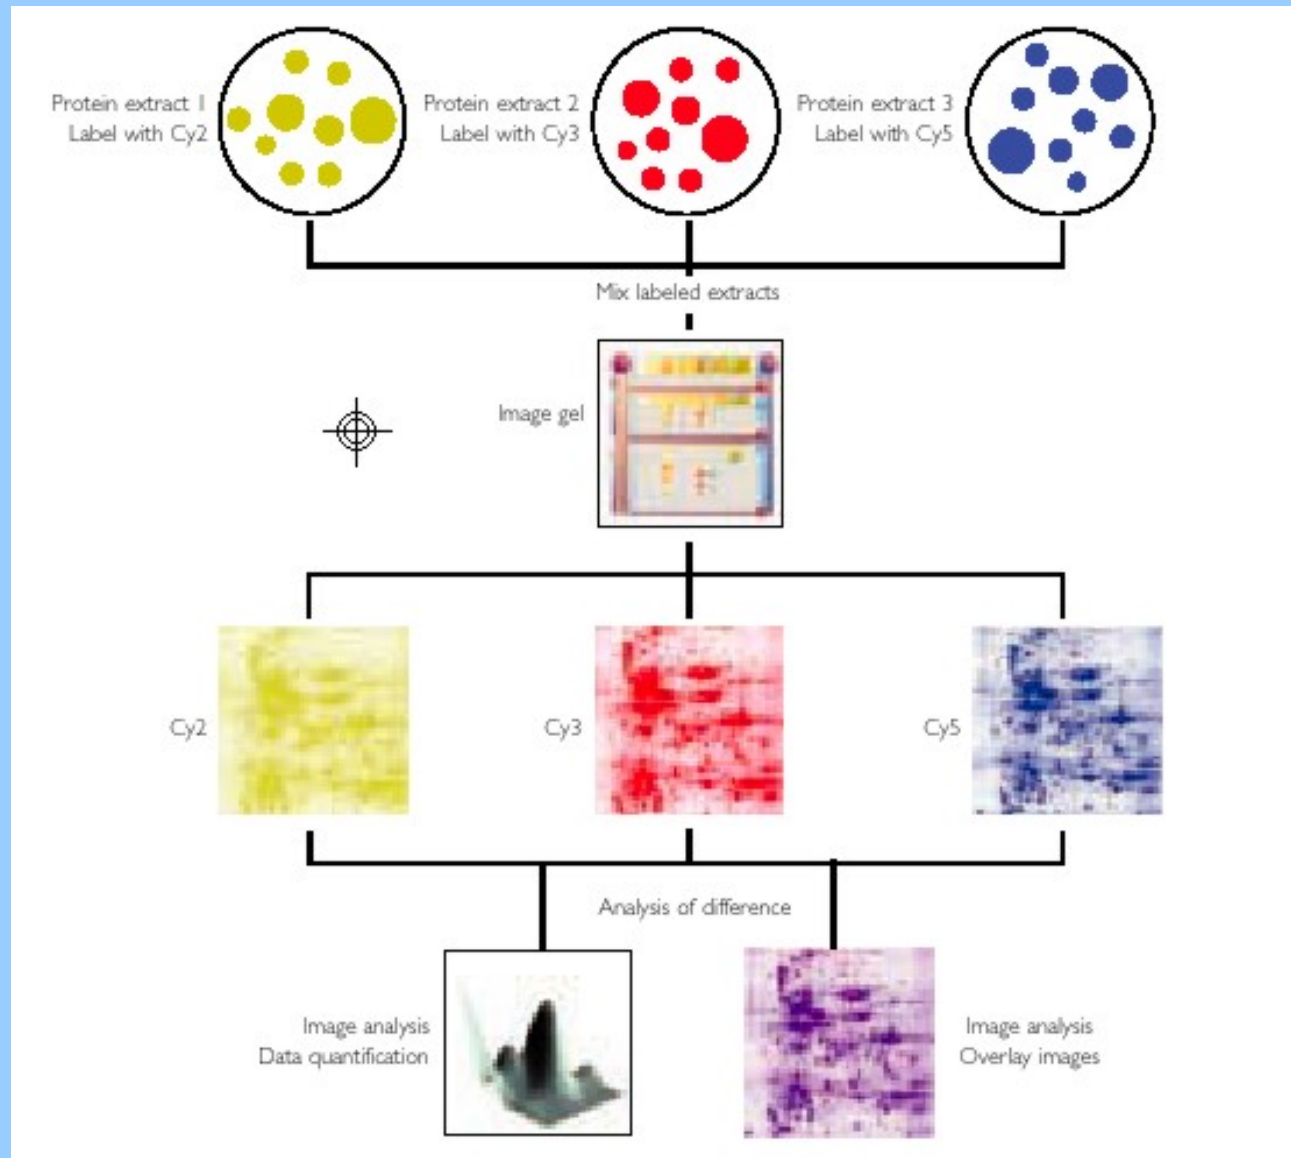 Protein extract 1
Label with Cy2
Protein extract 2
Label with Cy3
Protein extract 3
Label with Cy5
Mix labeled extracts
Image gel
Cy2
Cy3
Cy5
Analysis of difference
Image analysis
Data quantification
Image analysis
Overlay images